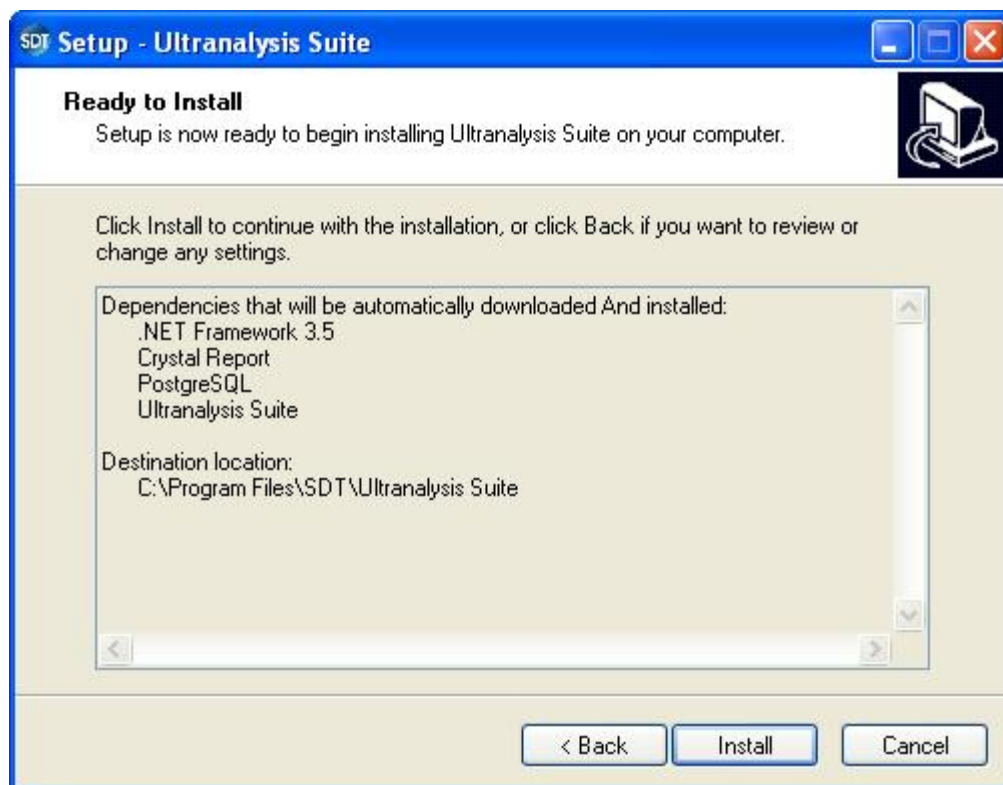 SDT Setup - Ultranalysis Suite
Ready to Install
Setup is now ready to begin installing Ultranalysis Suite on your computer.
Click Install to continue with the installation, or click Back if you want to review or
change any settings.
Dependencies that will be automatically downloaded And installed:
.NET Framework 3.5
Crystal Report
PostgreSQL
Ultranalysis Suite
Destination location:
C:\Program Files\SDT\Ultranalysis Suite
< Back Install Cancel